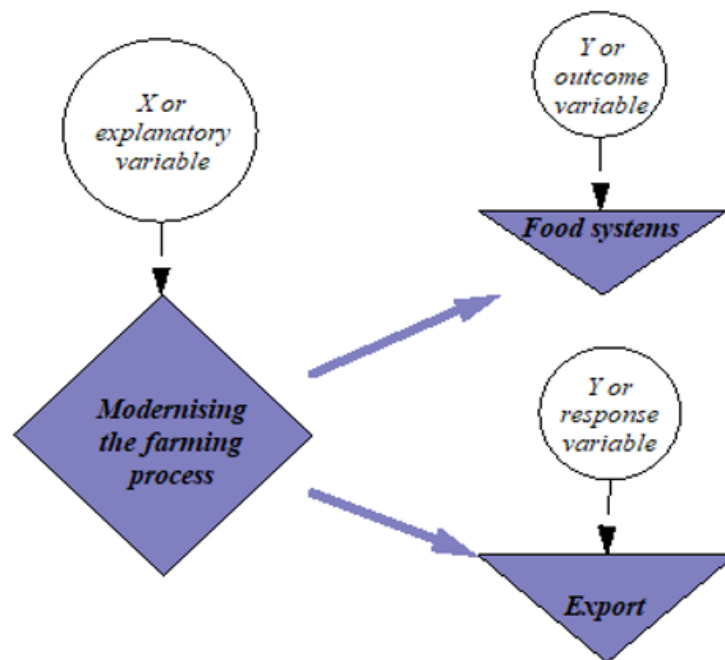 X or
explanatory
variable
Y or
outcome
variable
Food systems
Modernising
the farming
process
Y or
response
variable
Export